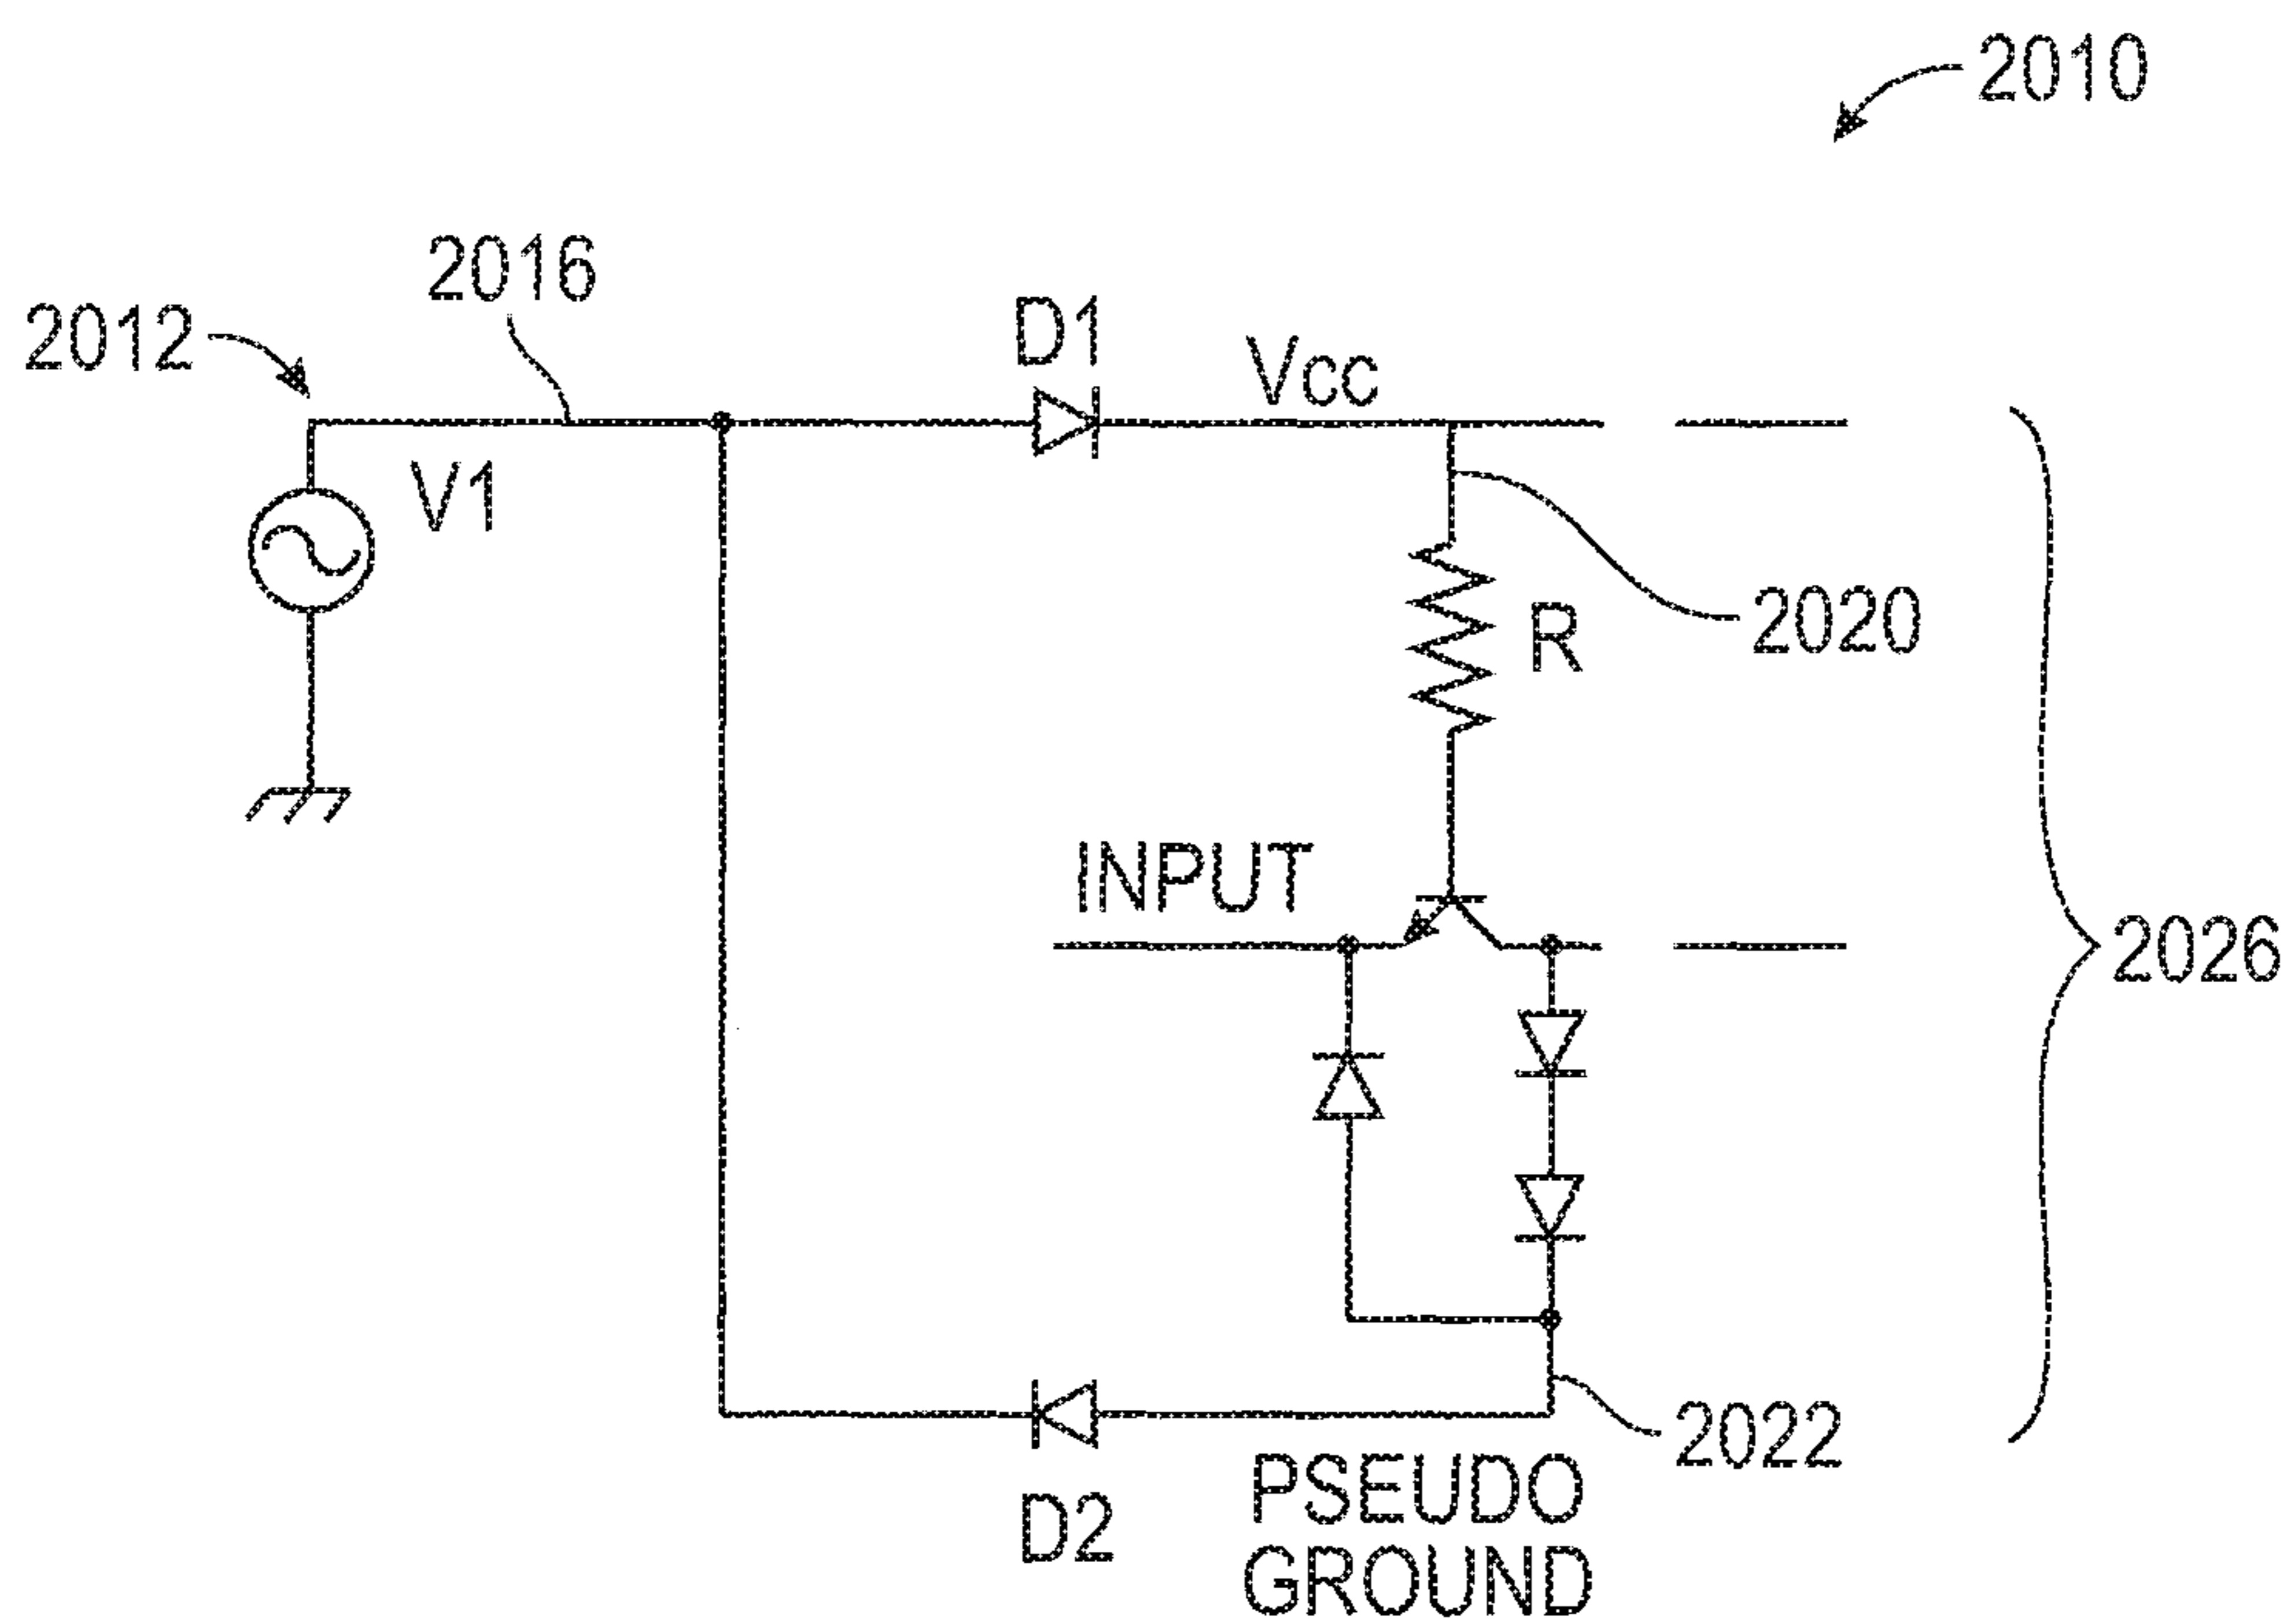 2010
2016
2012
D1
Vcc
V1
2020
R
INPUT
2026
2022
D2
PSEUDO
GROUND